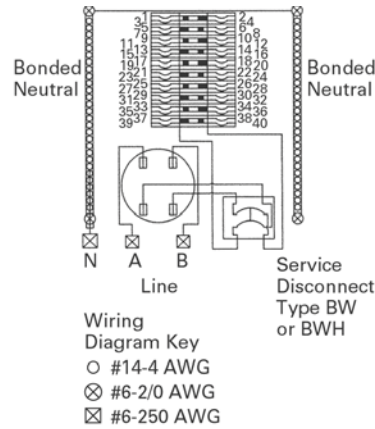 1 2
3 4
5 6
7 8
9 10
11 12
13 14
15 16
17 18
19 20
21 22
23 24
25 26
27 28
29 30
31 32
33 34
35 36
37 38
39 40
Bonded
Neutral
Bonded
Neutral
N A B
Line
Service
Disconnect
Type BW
or BWH
Wiring
Diagram Key
#14-4 AWG
#6-2/0 AWG
#6-250 AWG